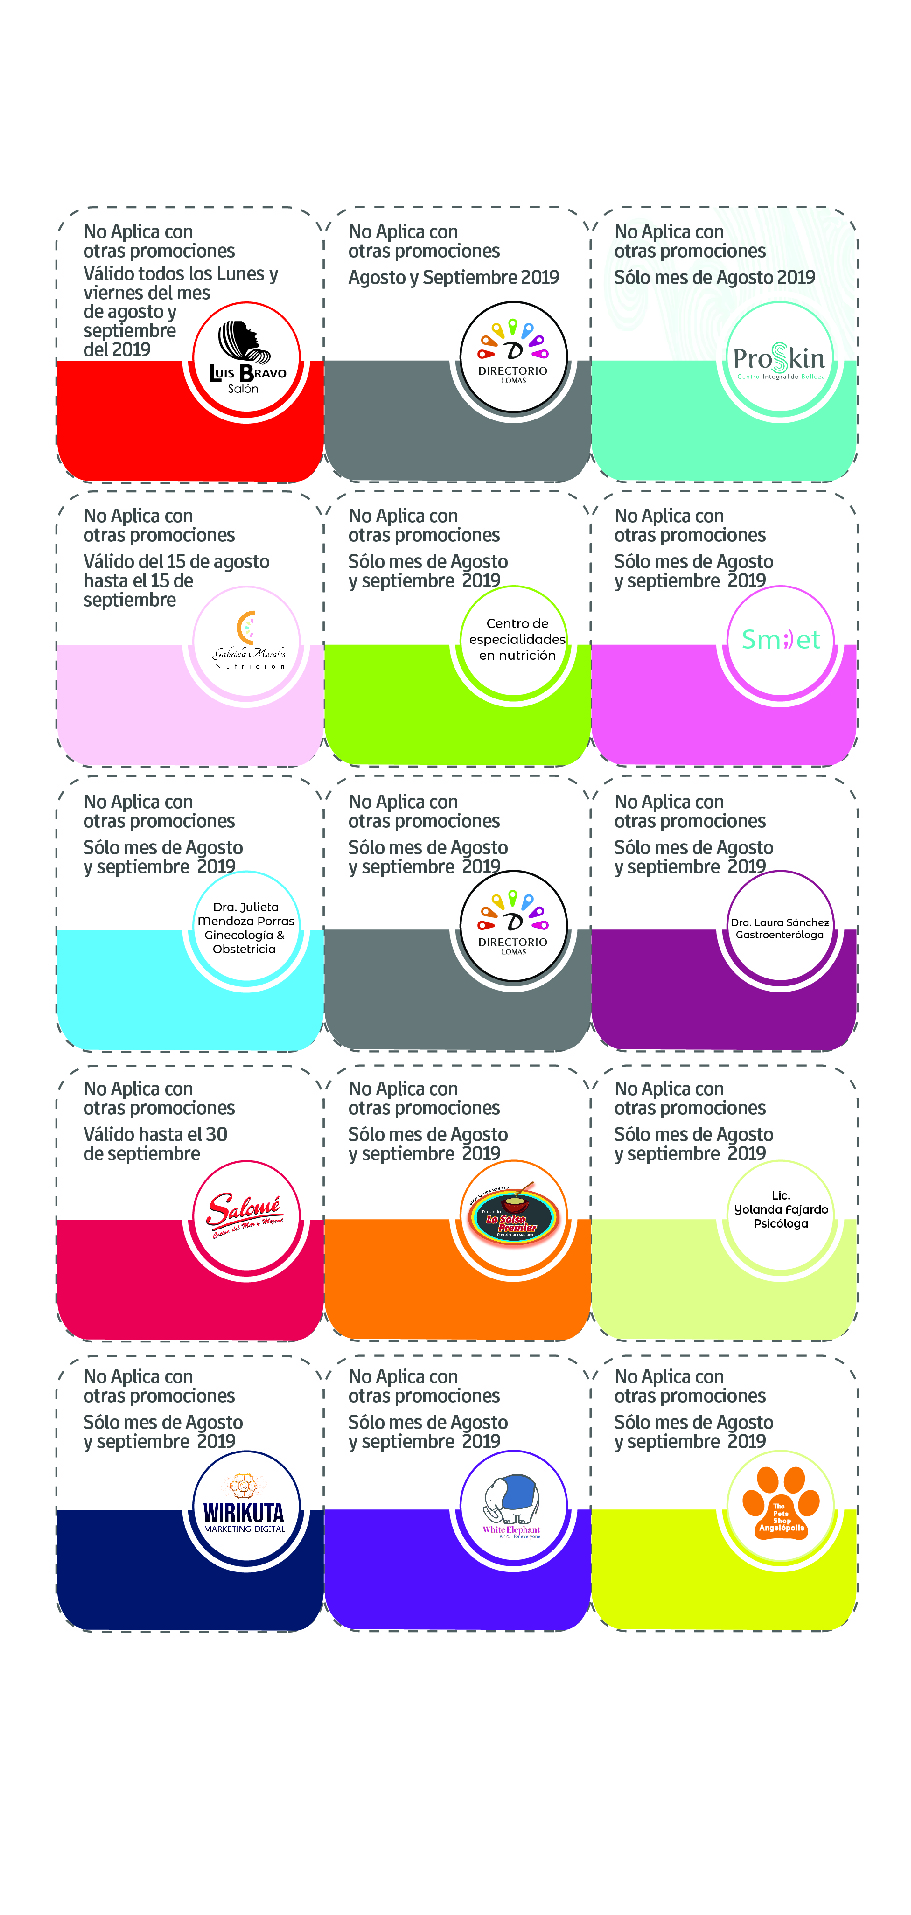 No Aplica con
otras promociones
Válido todos los Lunes y
viernes del mes
de agosto y
septiembre
del 2019
LUIS BRAVO
Salón
No Aplica con
otras promociones
Agosto y Septiembre 2019
D
DIRECTORIO
LOMAS
No Aplica con
otras promociones
Sólo mes de Agosto 2019
ProSkin
Centro Integral de Belleza
No Aplica con
otras promociones
Válido del 15 de agosto
hasta el 15 de
septiembre
Gabriela Morales
Nutrición
No Aplica con
otras promociones
Sólo mes de Agosto
y septiembre 2019
Centro de
especialidades
en nutrición
No Aplica con
otras promociones
Sólo mes de Agosto
y septiembre 2019
Sm;)et
No Aplica con
otras promociones
Sólo mes de Agosto
y septiembre 2019
Dra. Julieta
Mendoza Porras
Ginecología &
Obstetricia
No Aplica con
otras promociones
Sólo mes de Agosto
y septiembre 2019
D
DIRECTORIO
LOMAS
No Aplica con
otras promociones
Sólo mes de Agosto
y septiembre 2019
Dra. Laura Sánchez
Gastroenteróloga
No Aplica con
otras promociones
Válido hasta el 30
de septiembre
Salomé
del Mar y
No Aplica con
otras promociones
Sólo mes de Agosto
y septiembre 2019
La Salsa
Premier
No Aplica con
otras promociones
Sólo mes de Agosto
y septiembre 2019
Lic.
Yolanda Fajardo
Psicóloga
No Aplica con
otras promociones
Sólo mes de Agosto
y septiembre 2019
WIRIKUTA
MARKETING DIGITAL
No Aplica con
otras promociones
Sólo mes de Agosto
y septiembre 2019
White Elephant
No Aplica con
otras promociones
Sólo mes de Agosto
y septiembre 2019
The
Pets
Shop
Angelópolis